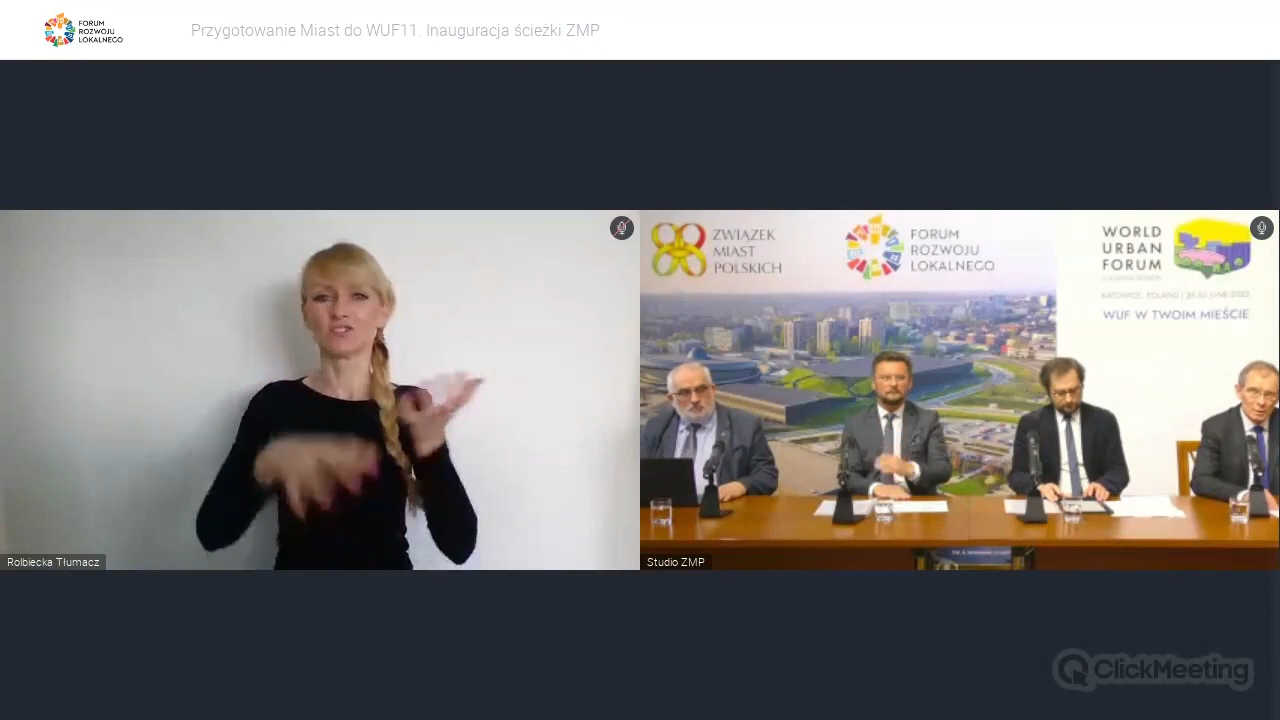 FORUM
ROZWOJU
LOKALNEGO
Przygotowanie Miast do WUF11. Inauguracja ścieżki ZMP
ZWIĄZEK
MIAST
POLSKICH
FORUM
ROZWOJU
LOKALNEGO
WORLD
URBAN
FORUM
KATOWICE, POLAND | 26-30 JUNE 2022
WUF W TWOIM MIEŚCIE
Rolbiecka Tłumacz
Studio ZMP
ClickMeeting